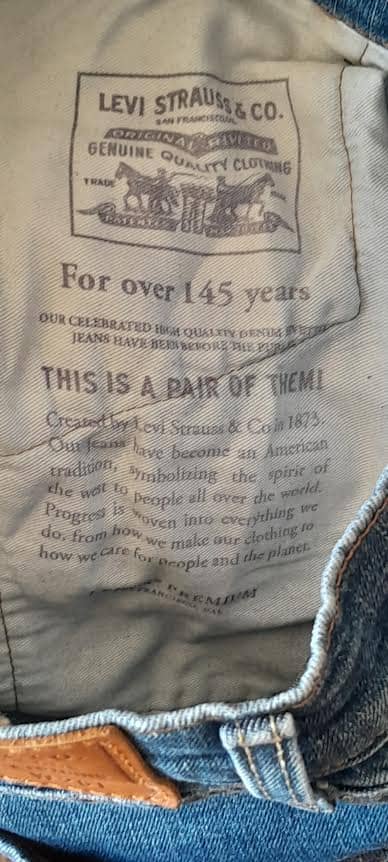 LEVI STRAUSS & CO.
SAN FRANCISCO, CAL.
ORIGINAL RIVETED
GENUINE QUALITY CLOTHING
TRADE MARK
PATENTED
For over 145 years
OUR CELEBRATED HIGH QUALITY DENIM
JEANS HAVE BEEN BEFORE THE PUBLIC
THIS IS A PAIR OF THEM!
Created by Levi Strauss & Co in 1873.
Our jeans have become an American
tradition, symbolizing the spirit of
the west to people all over the world.
Progress is woven into everything we
do, from how we make our clothing to
how we care for people and the planet.
PREMIUM
SAN FRANCISCO, CAL.